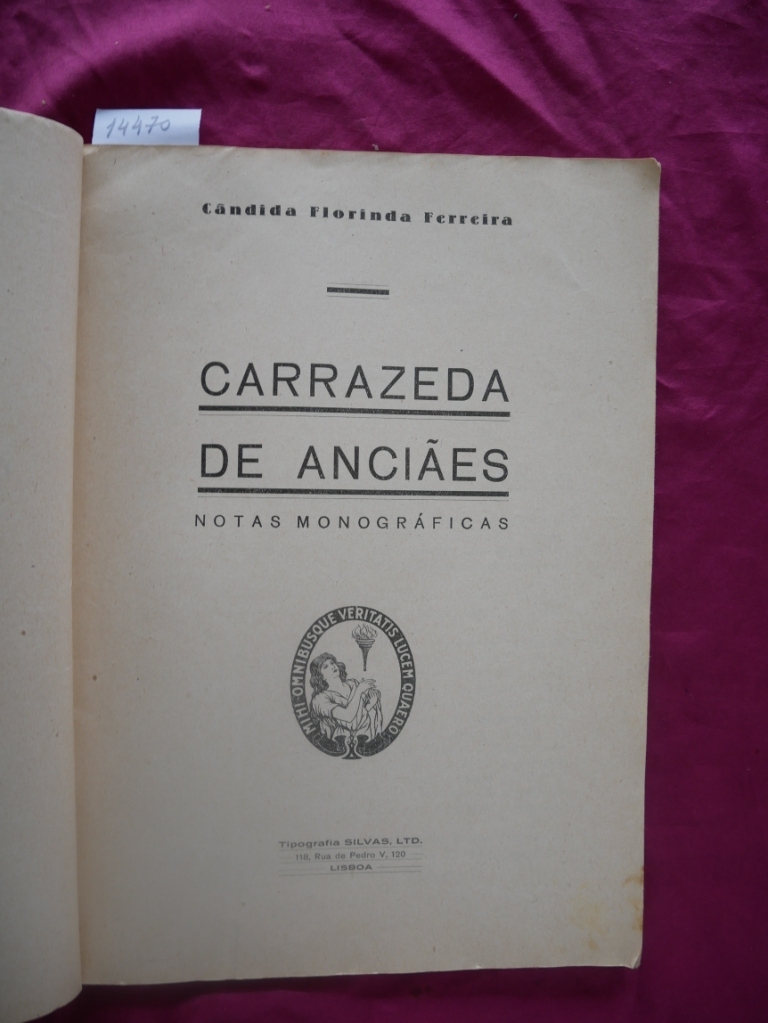 14470
Cândida Florinda Ferreira
CARRAZEDA
DE ANCIÃES
NOTAS MONOGRÁFICAS
MIHI-OMNIBUSQUE VERITATIS LUCEM QUAERO
Tipografia SILVAS, LTD.
116, Rua de Pedro V, 120
LISBOA